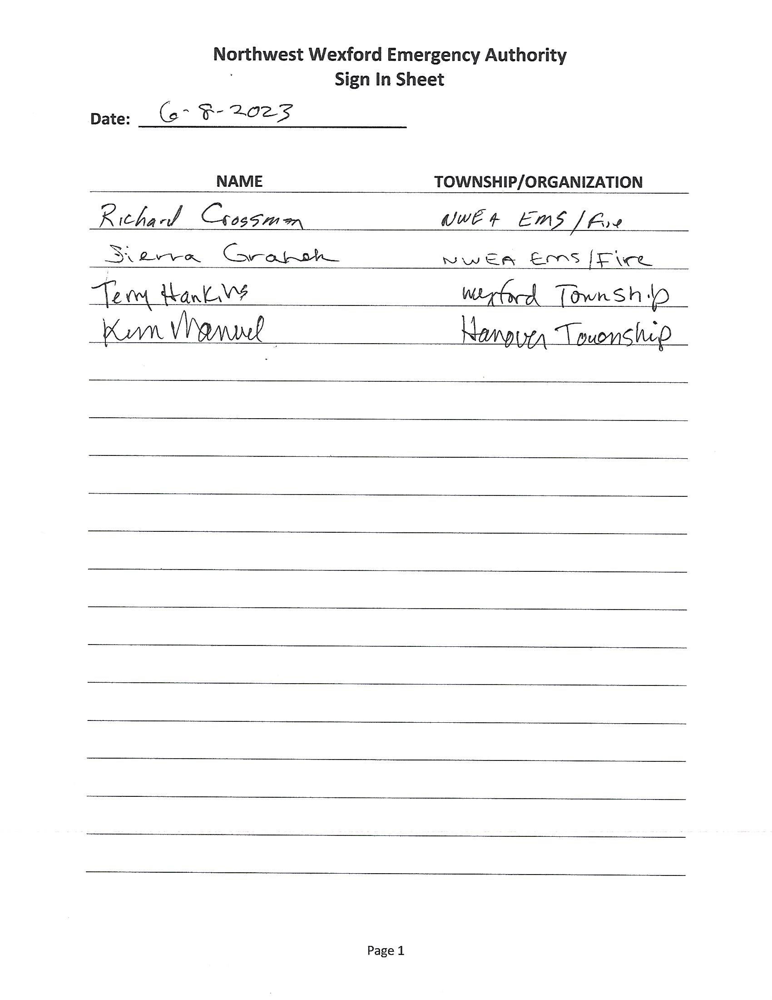 Northwest Wexford Emergency Authority
Sign In Sheet
Date: 6-8-2023
NAME TOWNSHIP/ORGANIZATION
Richard Crossman NWEA EMS/Fire
Sierra NWEA EMS/Fire
Terry Hankins Wexford Township
Kim Manuel Hanover Township
Page 1